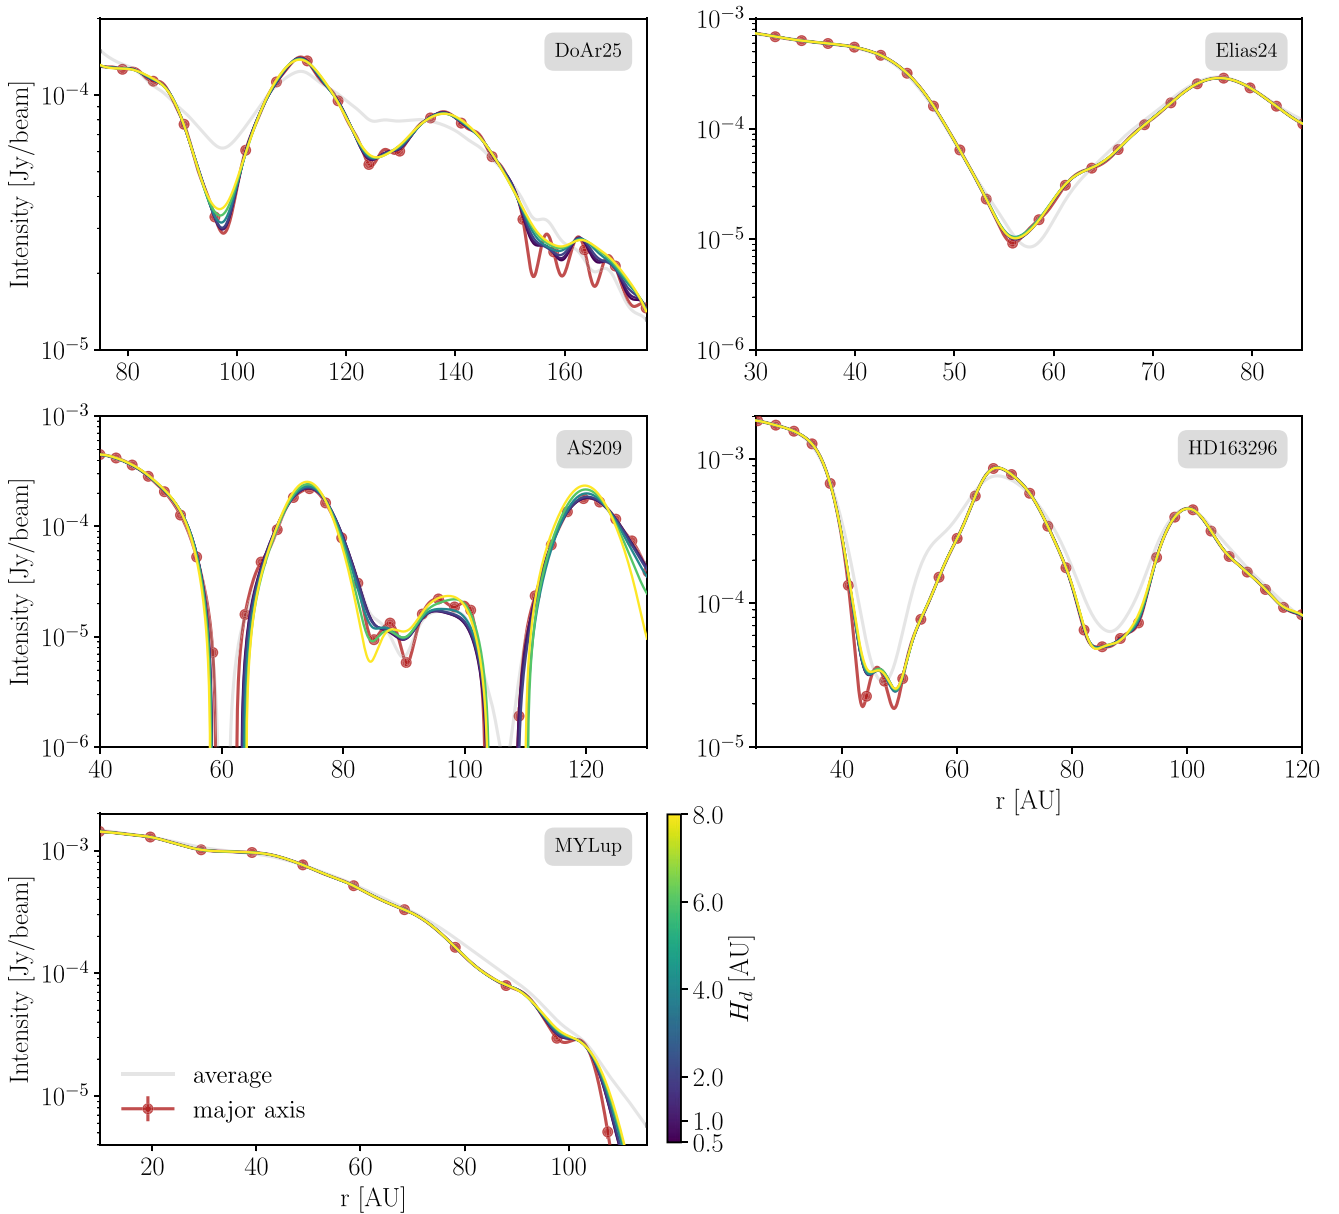 DoAr25
Intensity [Jy/beam]
10⁻⁴
10⁻⁵
80 100 120 140 160
Elias24
10⁻³
10⁻⁴
10⁻⁵
10⁻⁶
30 40 50 60 70 80
AS209
Intensity [Jy/beam]
10⁻³
10⁻⁴
10⁻⁵
10⁻⁶
40 60 80 100 120
HD163296
10⁻³
10⁻⁴
10⁻⁵
40 60 80 100 120
r [AU]
MYLup
Intensity [Jy/beam]
10⁻³
10⁻⁴
10⁻⁵
average
major axis
20 40 60 80 100
r [AU]
8.0
6.0
4.0
2.0
1.0
0.5
H_d [AU]